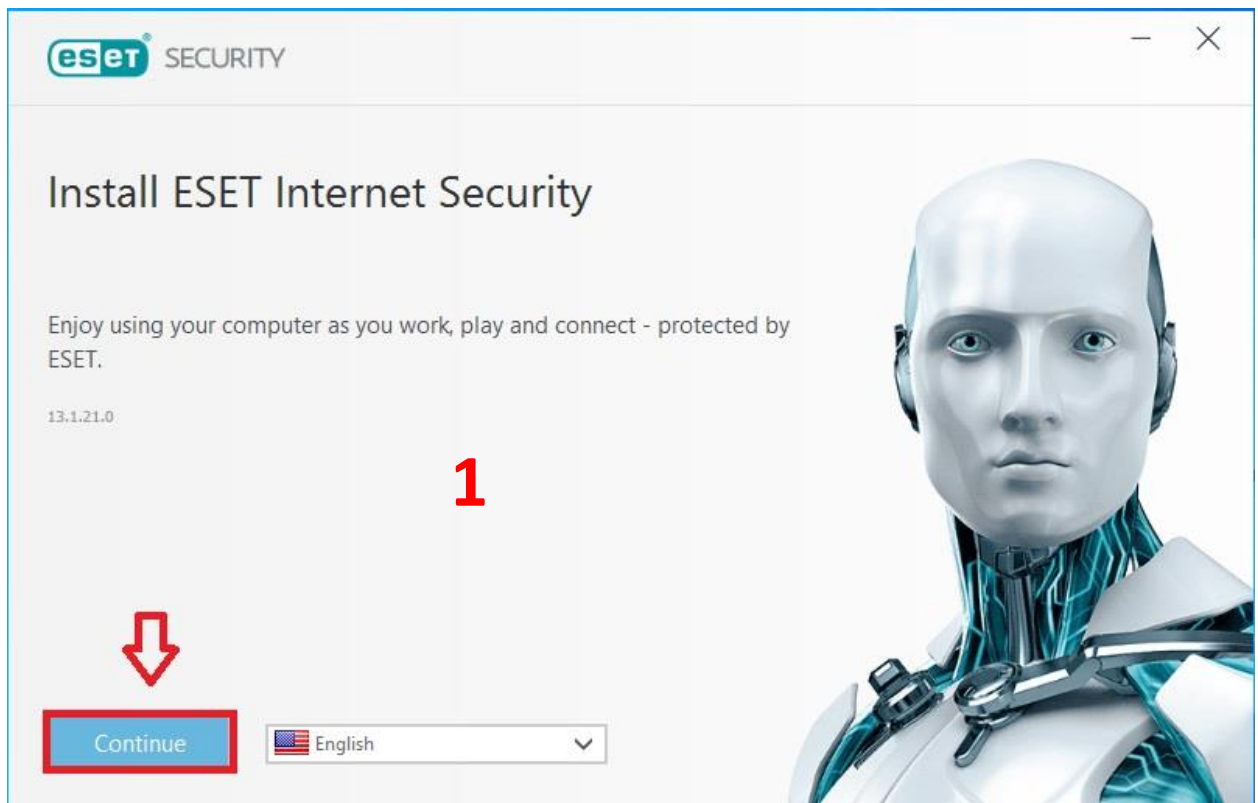 eset® SECURITY
Install ESET Internet Security
Enjoy using your computer as you work, play and connect - protected by
ESET.
13.1.21.0
1
Continue
English